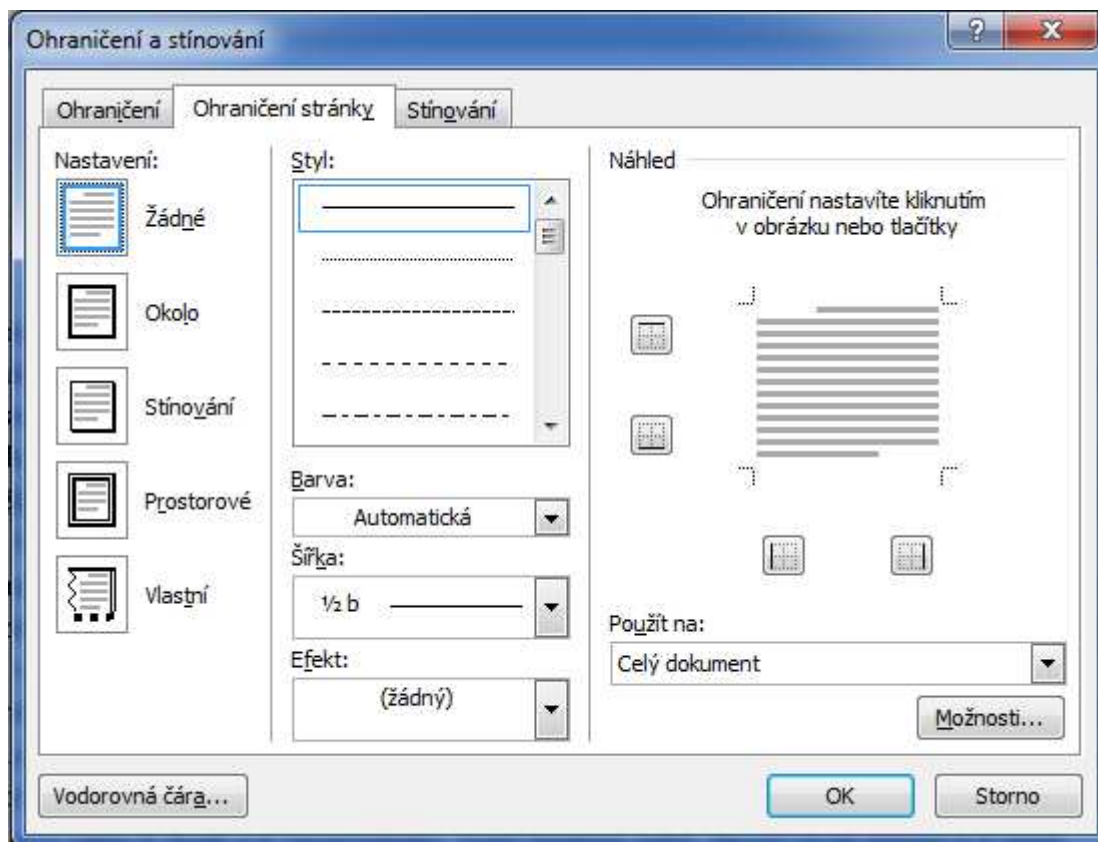 Ohraničení a stínování
Ohraničení
Ohraničení stránky
Stínování
Nastavení:
Žádné
Okolo
Stínování
Prostorové
Vlastní
Styl:
Barva:
Automatická
Šířka:
½ b
Efekt:
(žádný)
Náhled
Ohraničení nastavíte kliknutím
v obrázku nebo tlačítky
Použít na:
Celý dokument
Možnosti...
Vodorovná čára...
OK
Storno